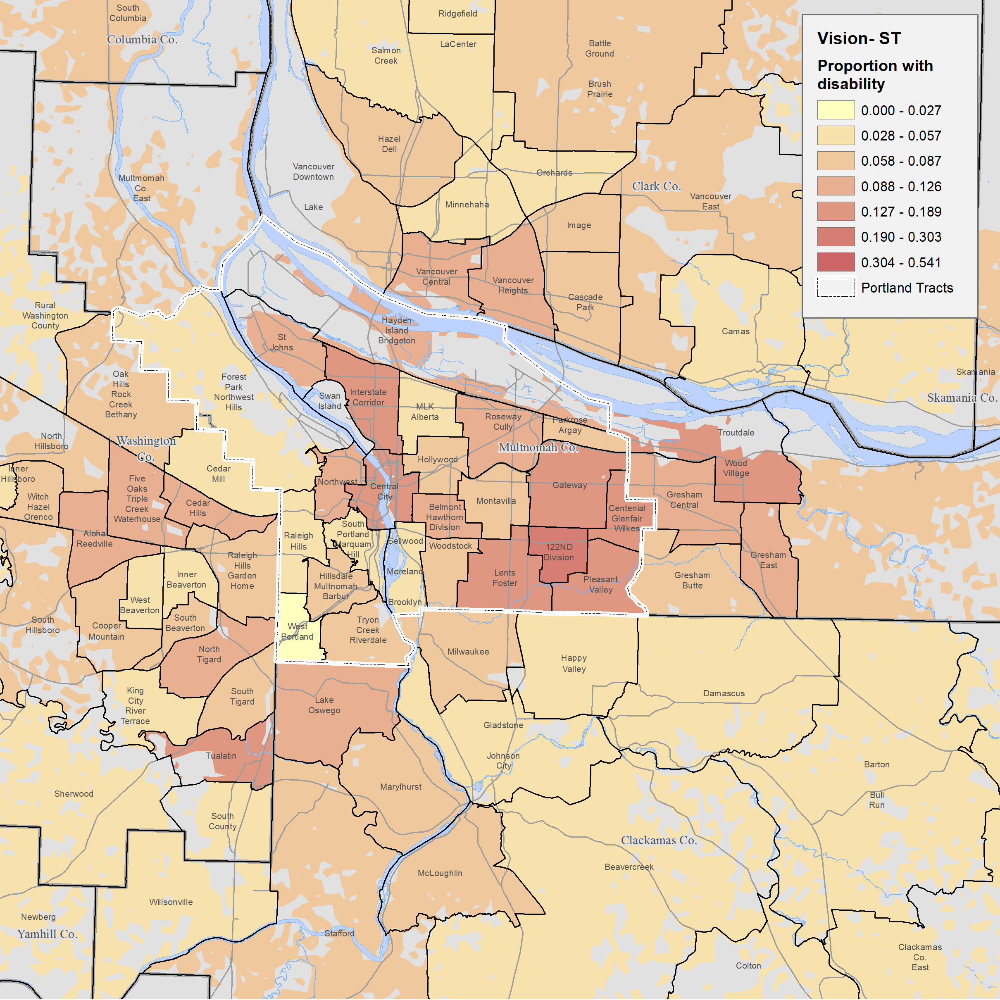 Vision- ST
Proportion with
disability
0.000 - 0.027
0.028 - 0.057
0.058 - 0.087
0.088 - 0.126
0.127 - 0.189
0.190 - 0.303
0.304 - 0.541
Portland Tracts
South
Columbia
Columbia Co.
Ridgefield
LaCenter
Salmon
Creek
Battle
Ground
Brush
Prairie
Hazel
Dell
Vancouver
Downtown
Lake
Orchards
Clark Co.
Minnehaha
Vancouver
East
Image
Multmomah
Co.
East
Vancouver
Central
Vancouver
Heights
Cascade
Park
Camas
Rural
Washington
County
Hayden
Island
Bridgeton
St
Johns
Skamania
Skamania Co.
Oak
Hills
Rock
Creek
Bethany
Forest
Park
Northwest
Hills
Swan
Island
Interstate
Corridor
MLK
Alberta
Roseway
Cully
Parkrose
Argay
Troutdale
North
Hillsboro
Washington
Co.
Multnomah Co.
Hollywood
Wood
Village
Inner
Hillsboro
Cedar
Mill
Five
Oaks
Triple
Creek
Waterhouse
Northwest
Central
City
Gateway
Gresham
Central
Witch
Hazel
Orenco
Cedar
Hills
Belmont
Hawthorn
Division
Montavilla
Centenial
Glenfair
Wilkes
Aloha
Reedville
Raleigh
Hills
South
Portland
Marquam
Hill
Sellwood
Moreland
Brooklyn
Woodstock
122ND
Division
Raleigh
Hills
Garden
Home
Inner
Beaverton
Hillsdale
Multnomah
Barbur
Lents
Foster
Pleasant
Valley
Gresham
Butte
Gresham
East
West
Beaverton
South
Beaverton
South
Hillsboro
Cooper
Mountain
West
Portland
Tryon
Creek
Riverdale
North
Tigard
Milwaukee
Happy
Valley
King
City
River
Terrace
South
Tigard
Lake
Oswego
Damascus
Gladstone
Tualatin
Johnson
City
Barton
Sherwood
Marylhurst
Bull
Run
South
County
Clackamas Co.
Beavercreek
McLoughlin
Willsonville
Newberg
Yamhill Co.
Stafford
Colton
Clackamas
Co.
East